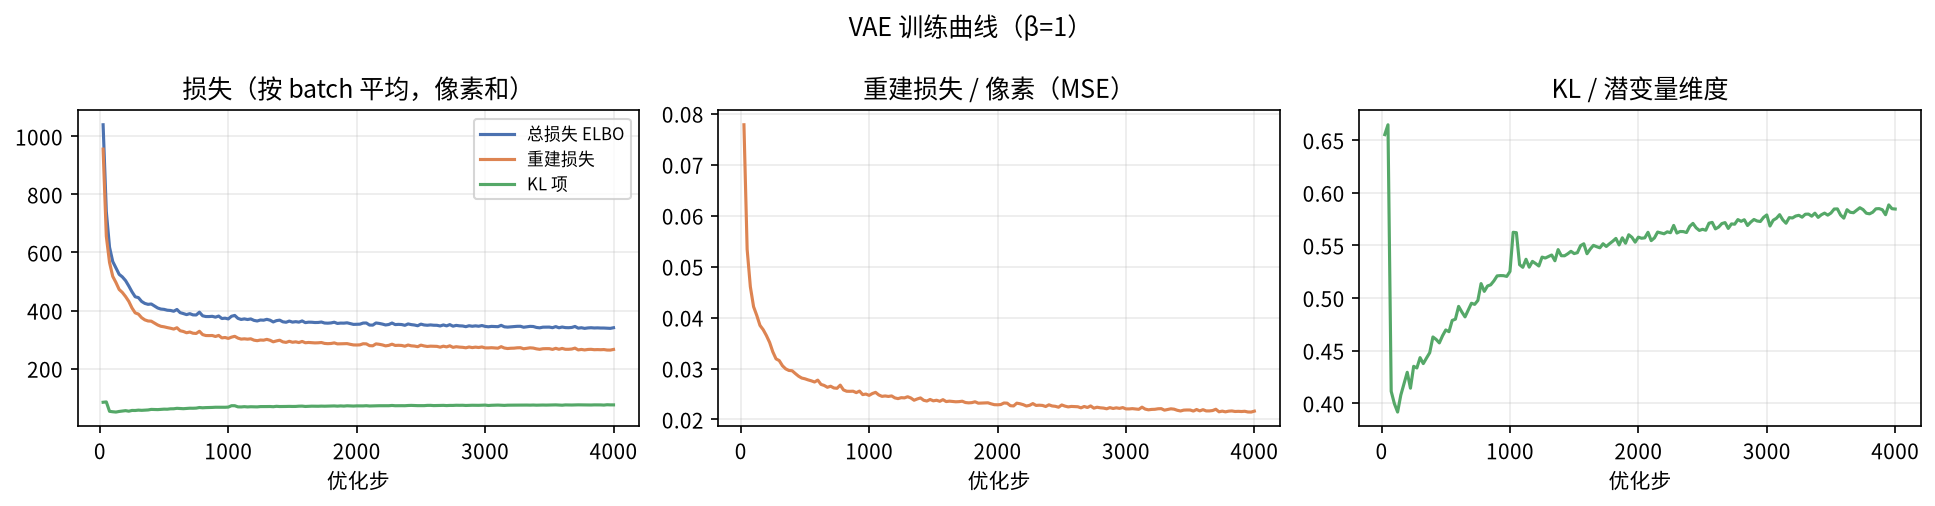 VAE 训练曲线（β=1）
损失（按 batch 平均，像素和）
1000
800
600
400
200
总损失 ELBO
重建损失
KL 项
0 1000 2000 3000 4000
优化步
重建损失 / 像素（MSE）
0.08
0.07
0.06
0.05
0.04
0.03
0.02
0 1000 2000 3000 4000
优化步
KL / 潜变量维度
0.65
0.60
0.55
0.50
0.45
0.40
0 1000 2000 3000 4000
优化步